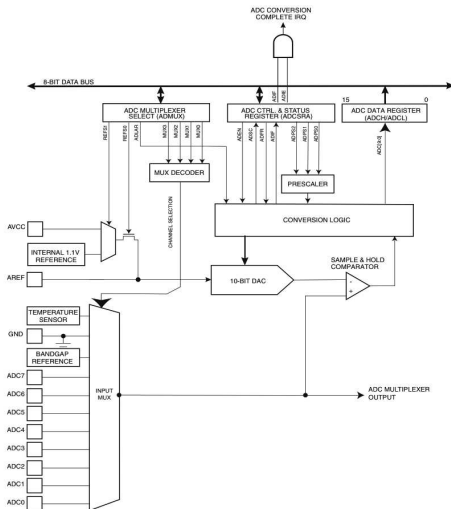 ADC CONVERSION
COMPLETE IRQ
8-BIT DATA BUS
ADIF
ADIE
15
0
ADC MULTIPLEXER
SELECT (ADMUX)
ADC CTRL. & STATUS
REGISTER (ADCSRA)
ADC DATA REGISTER
(ADCH/ADCL)
REFS1
REFS0
ADLAR
MUX3
MUX2
MUX1
MUX0
ADEN
ADSC
ADFR
ADIF
ADPS2
ADPS1
ADPS0
ADC[9:0]
MUX DECODER
PRESCALER
CHANNEL SELECTION
CONVERSION LOGIC
AVCC
INTERNAL 1.1V
REFERENCE
SAMPLE & HOLD
COMPARATOR
AREF
10-BIT DAC
-
+
TEMPERATURE
SENSOR
GND
BANDGAP
REFERENCE
ADC7
ADC6
INPUT
MUX
ADC MULTIPLEXER
OUTPUT
ADC5
ADC4
ADC3
ADC2
ADC1
ADC0